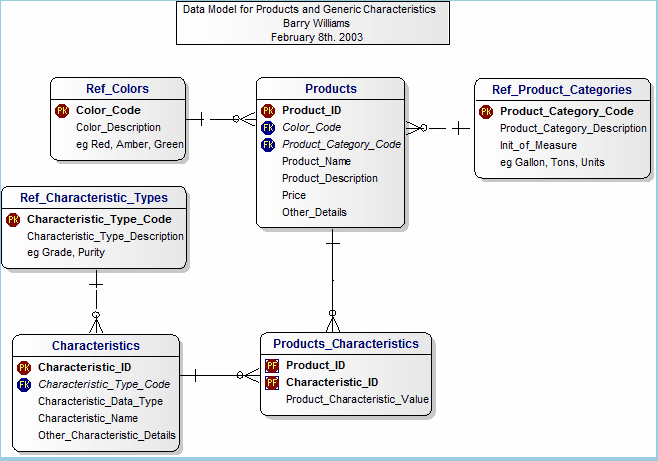 Data Model for Products and Generic Characteristics
Barry Williams
February 8th. 2003
Ref_Colors
PK Color_Code
Color_Description
eg Red, Amber, Green
Products
PK Product_ID
FK Color_Code
FK Product_Category_Code
Product_Name
Product_Description
Price
Other_Details
Ref_Product_Categories
PK Product_Category_Code
Product_Category_Description
Init_of_Measure
eg Gallon, Tons, Units
Ref_Characteristic_Types
PK Characteristic_Type_Code
Characteristic_Type_Description
eg Grade, Purity
Characteristics
PK Characteristic_ID
FK Characteristic_Type_Code
Characteristic_Data_Type
Characteristic_Name
Other_Characteristic_Details
Products_Characteristics
PF Product_ID
PF Characteristic_ID
Product_Characteristic_Value